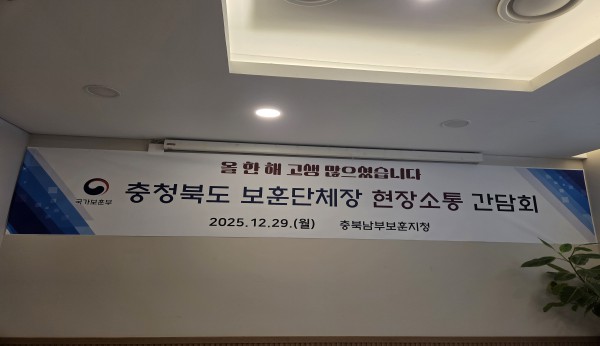 올 한 해 고생 많으셨습니다
국가보훈부
충청북도 보훈단체장 현장소통 간담회
2025.12.29.(월) 충북남부보훈지청